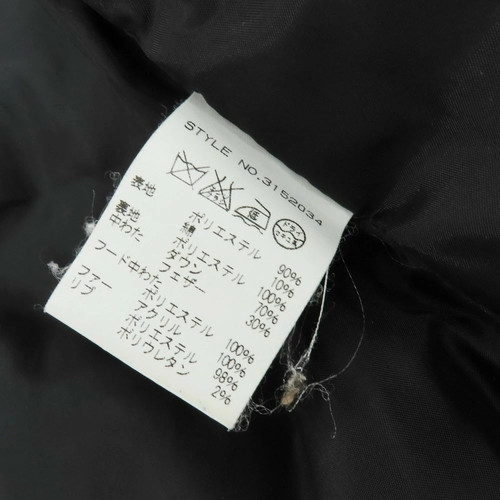 STYLE NO.3152034
ドライ
表地 ポリエステル 90%
綿 10%
裏地 ポリエステル 100%
中わた ダウン 70%
フェザー 30%
フード中わた ポリエステル 100%
ファー アクリル 100%
リブ ポリエステル 98%
ポリウレタン 2%